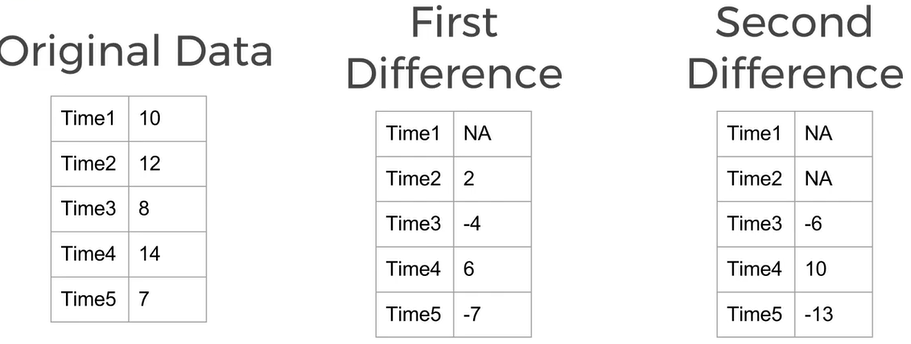 Original Data
Time1 10
Time2 12
Time3 8
Time4 14
Time5 7
First
Difference
Time1 NA
Time2 2
Time3 -4
Time4 6
Time5 -7
Second
Difference
Time1 NA
Time2 NA
Time3 -6
Time4 10
Time5 -13